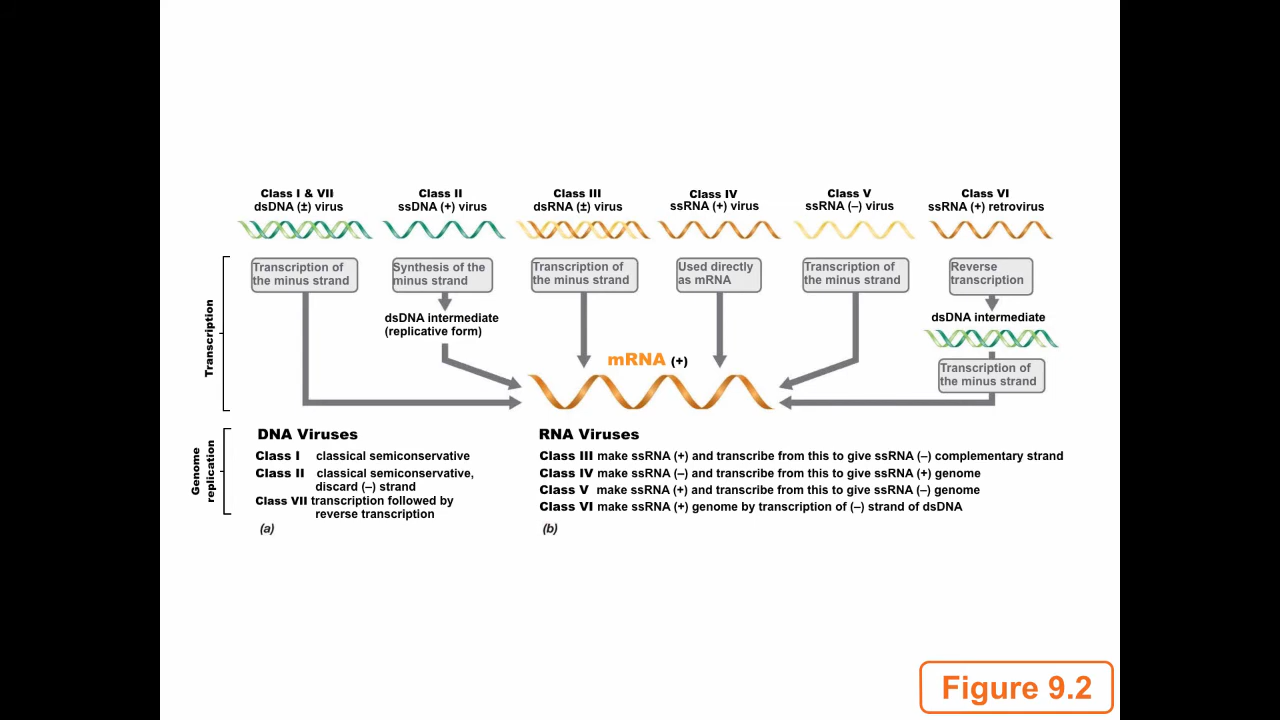 Class I & VII
dsDNA (±) virus
Class II
ssDNA (+) virus
Class III
dsRNA (±) virus
Class IV
ssRNA (+) virus
Class V
ssRNA (–) virus
Class VI
ssRNA (+) retrovirus
Transcription
Transcription of
the minus strand
Synthesis of the
minus strand
Transcription of
the minus strand
Used directly
as mRNA
Transcription of
the minus strand
Reverse
transcription
dsDNA intermediate
(replicative form)
dsDNA intermediate
Transcription of
the minus strand
mRNA (+)
Genome
replication
DNA Viruses
Class I classical semiconservative
Class II classical semiconservative,
discard (–) strand
Class VII transcription followed by
reverse transcription
(a)
RNA Viruses
Class III make ssRNA (+) and transcribe from this to give ssRNA (–) complementary strand
Class IV make ssRNA (–) and transcribe from this to give ssRNA (+) genome
Class V make ssRNA (+) and transcribe from this to give ssRNA (–) genome
Class VI make ssRNA (+) genome by transcription of (–) strand of dsDNA
(b)
Figure 9.2